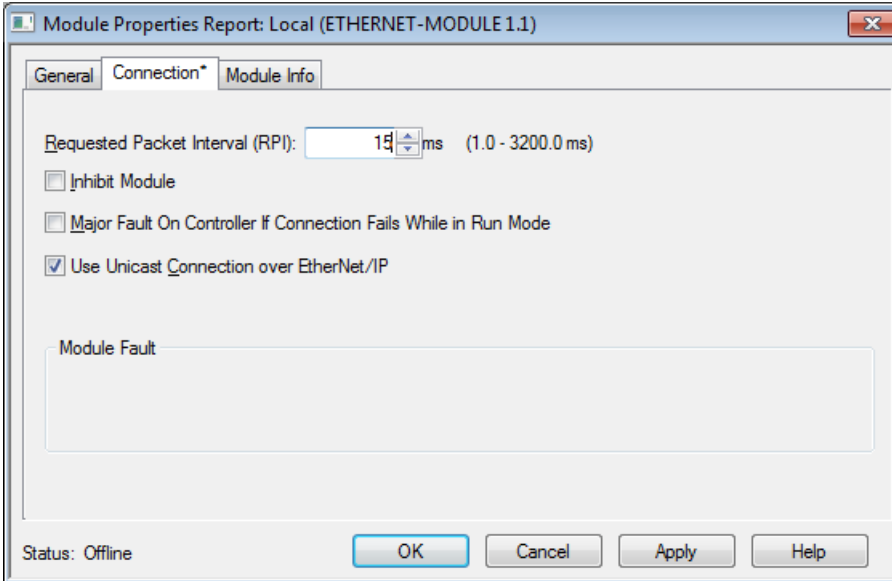 Module Properties Report: Local (ETHERNET-MODULE 1.1)
General Connection* Module Info
Requested Packet Interval (RPI): 15 ms (1.0 - 3200.0 ms)
Inhibit Module
Major Fault On Controller If Connection Fails While in Run Mode
Use Unicast Connection over EtherNet/IP
Module Fault
Status: Offline OK Cancel Apply Help